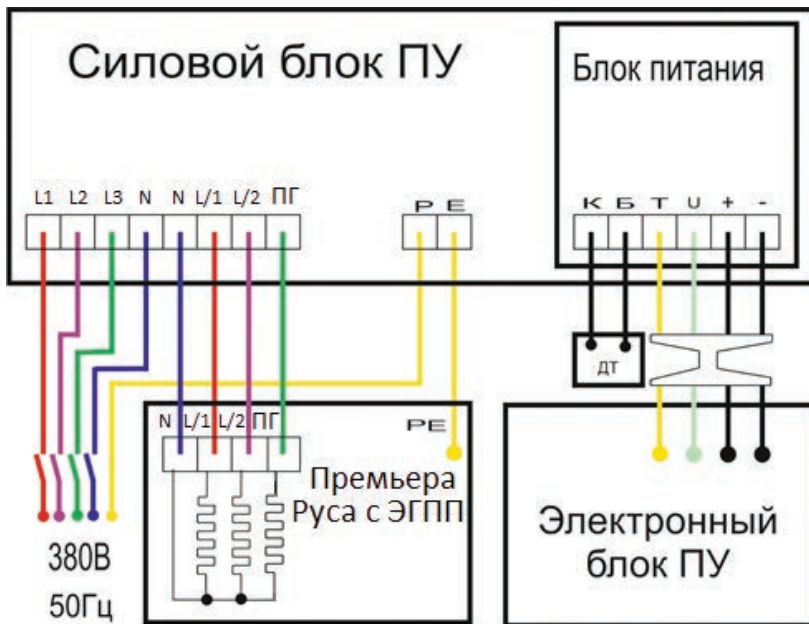 Силовой блок ПУ
Блок питания
L1 L2 L3 N N L/1 L/2 ПГ
P E
К Б Т U + -
ДТ
N L/1 L/2 ПГ
PE
Премьера
Руса с ЭГПП
380В
50Гц
Электронный
блок ПУ